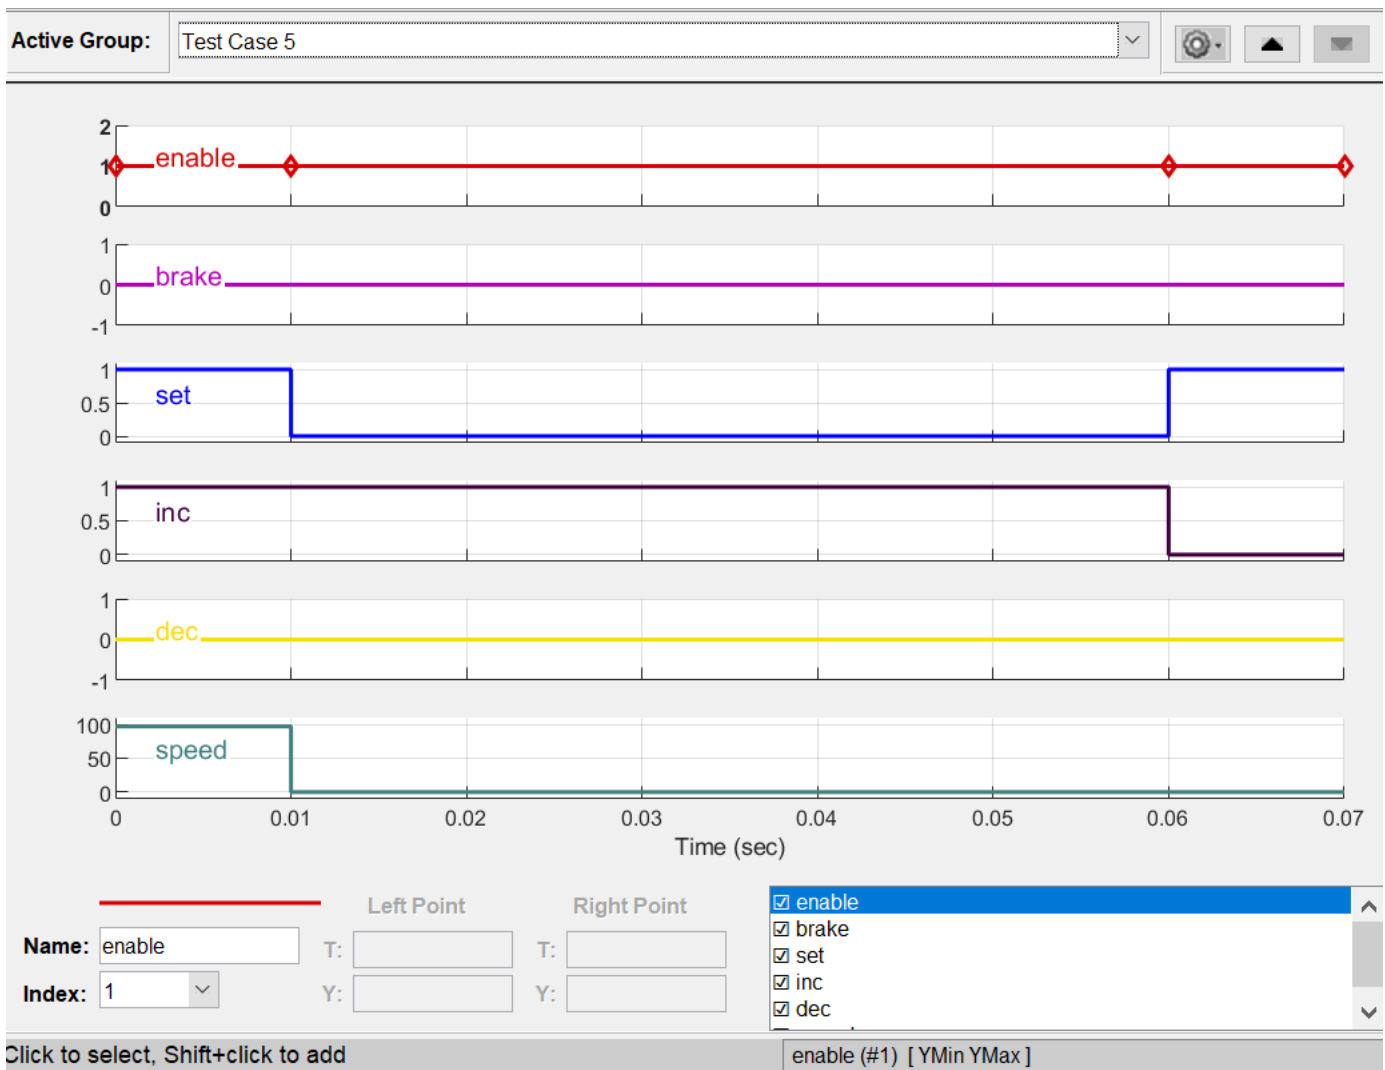 Active Group: Test Case 5
2
1
0
enable
1
0
-1
brake
1
0.5
0
set
1
0.5
0
inc
1
0
-1
dec
100
50
0
speed
0 0.01 0.02 0.03 0.04 0.05 0.06 0.07
Time (sec)
Left Point Right Point
Name: enable T: T:
Index: 1 Y: Y:
enable
brake
set
inc
dec
Click to select, Shift+click to add
enable (#1) [ YMin YMax ]